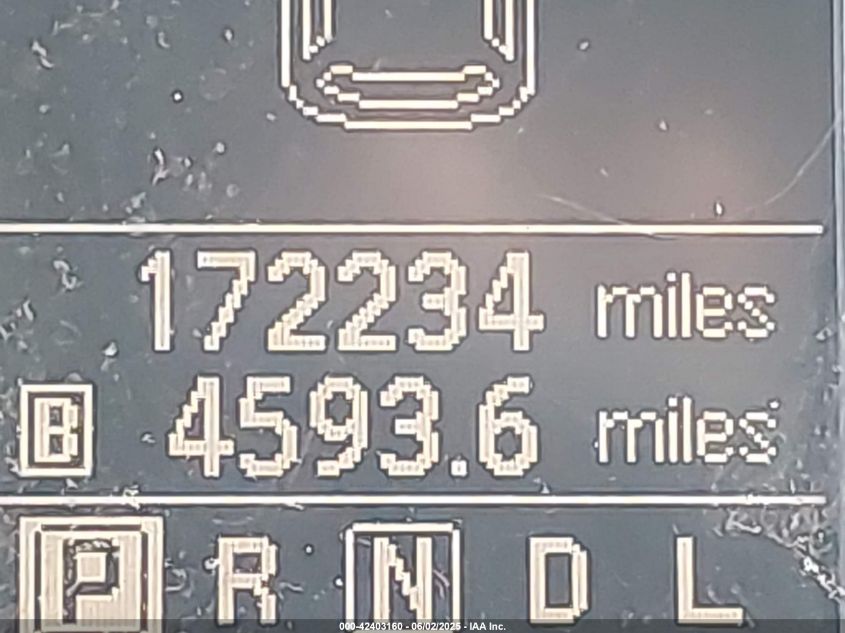 172234 miles
B 4593.6 miles
P R N D L
000-42403160 - 06/02/2025 - IAA Inc.